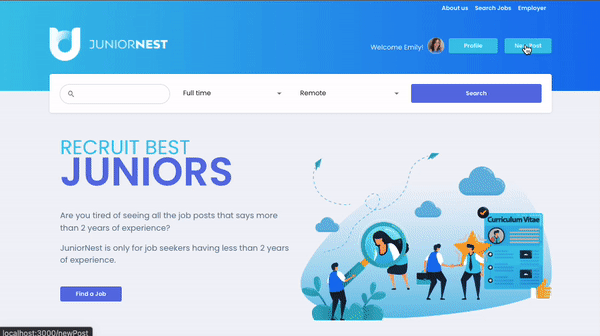 About us Search Jobs Employer
JUNIORNEST
Welcome Emily! Profile New Post
Full time Remote Search
RECRUIT BEST
JUNIORS
Are you tired of seeing all the job posts that says more
than 2 years of experience?
JuniorNest is only for job seekers having less than 2 years
of experience.
Find a Job
Curriculum Vitae
localhost:3000/newPost